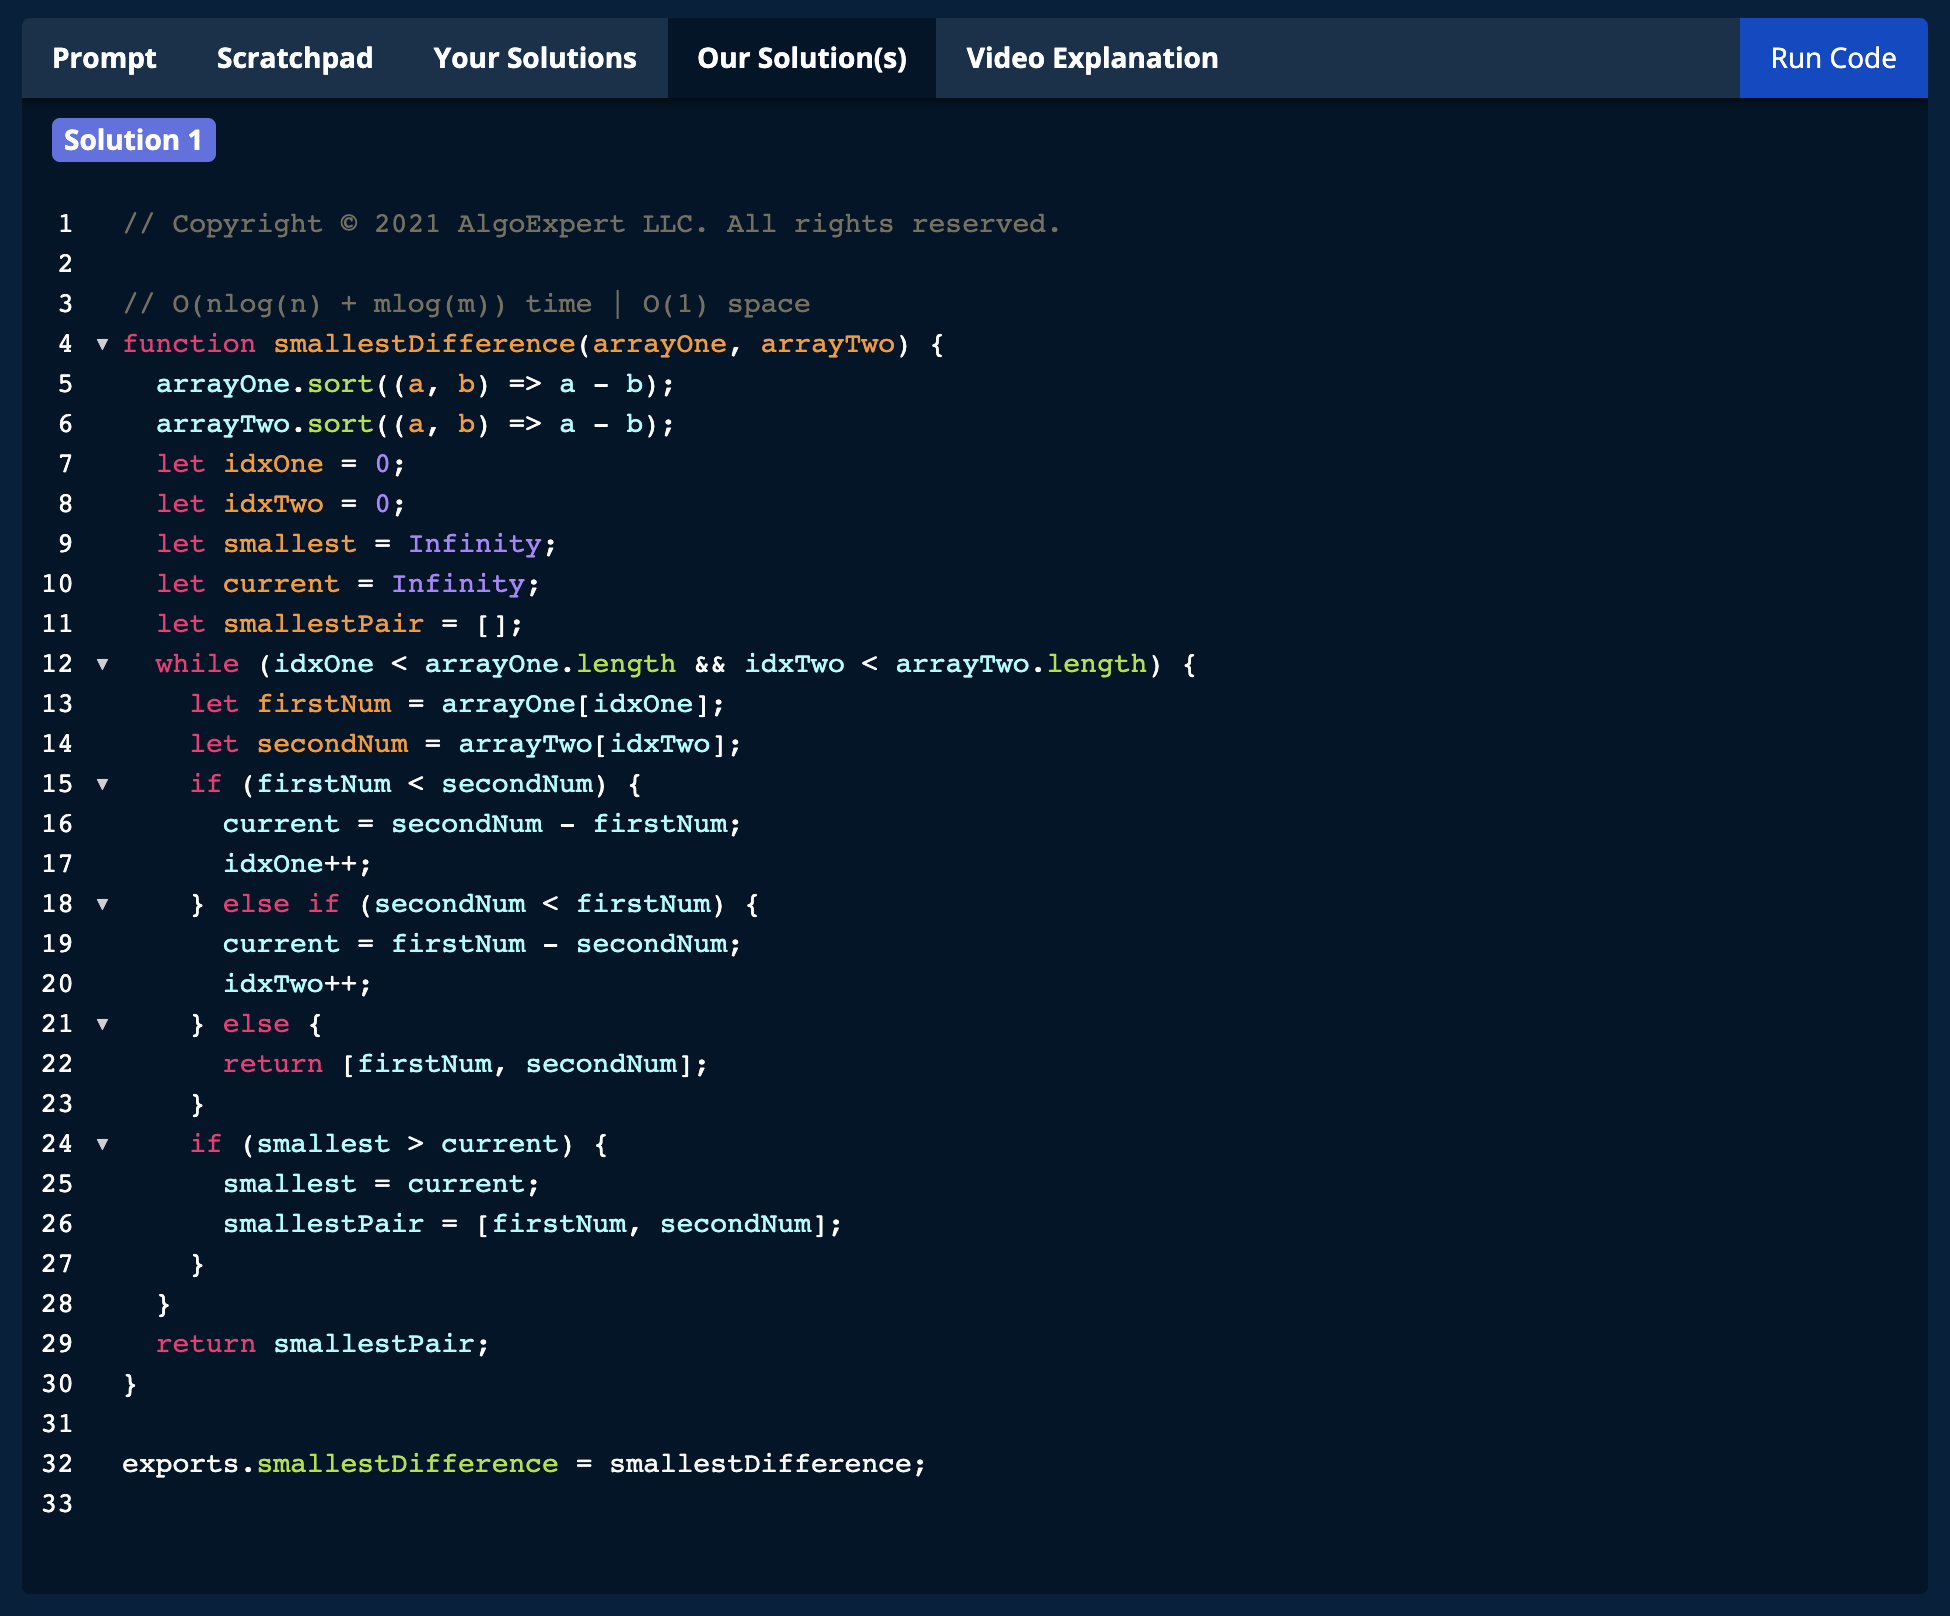 Prompt Scratchpad Your Solutions Our Solution(s) Video Explanation Run Code
Solution 1
1 // Copyright © 2021 AlgoExpert LLC. All rights reserved.
2
3 // O(nlog(n) + mlog(m)) time | O(1) space
4 ▼ function smallestDifference(arrayOne, arrayTwo) {
5   arrayOne.sort((a, b) => a - b);
6   arrayTwo.sort((a, b) => a - b);
7   let idxOne = 0;
8   let idxTwo = 0;
9   let smallest = Infinity;
10   let current = Infinity;
11   let smallestPair = [];
12 ▼   while (idxOne < arrayOne.length && idxTwo < arrayTwo.length) {
13     let firstNum = arrayOne[idxOne];
14     let secondNum = arrayTwo[idxTwo];
15 ▼     if (firstNum < secondNum) {
16       current = secondNum - firstNum;
17       idxOne++;
18 ▼     } else if (secondNum < firstNum) {
19       current = firstNum - secondNum;
20       idxTwo++;
21 ▼     } else {
22       return [firstNum, secondNum];
23     }
24 ▼     if (smallest > current) {
25       smallest = current;
26       smallestPair = [firstNum, secondNum];
27     }
28   }
29   return smallestPair;
30 }
31
32 exports.smallestDifference = smallestDifference;
33